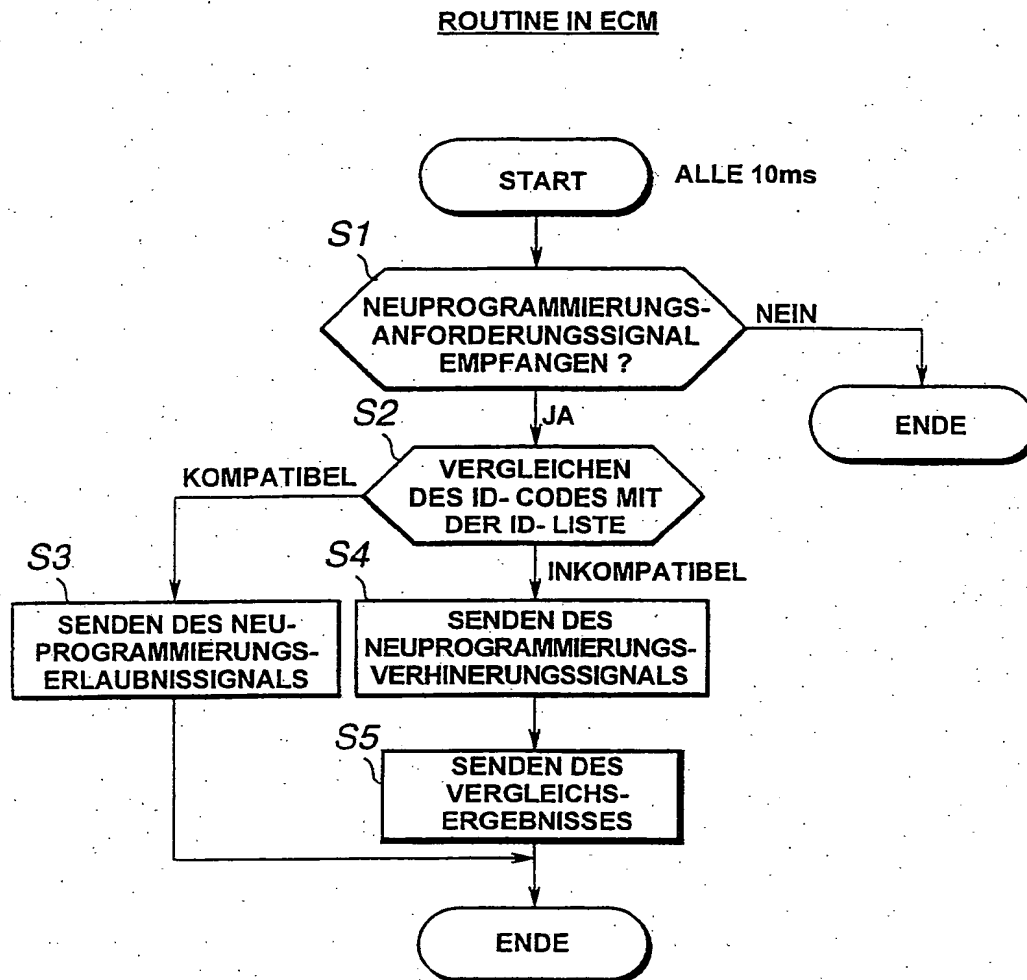 ROUTINE IN ECM
START
ALLE 10ms
S1
NEUPROGRAMMIERUNGS-
ANFORDERUNGSSIGNAL
EMPFANGEN ?
NEIN
ENDE
JA
S2
VERGLEICHEN
DES ID- CODES MIT
DER ID- LISTE
KOMPATIBEL
INKOMPATIBEL
S3
SENDEN DES NEU-
PROGRAMMIERUNGS-
ERLAUBNISSIGNALS
S4
SENDEN DES
NEUPROGRAMMIERUNGS-
VERHINERUNGSSIGNALS
S5
SENDEN DES
VERGLEICHS-
ERGEBNISSES
ENDE